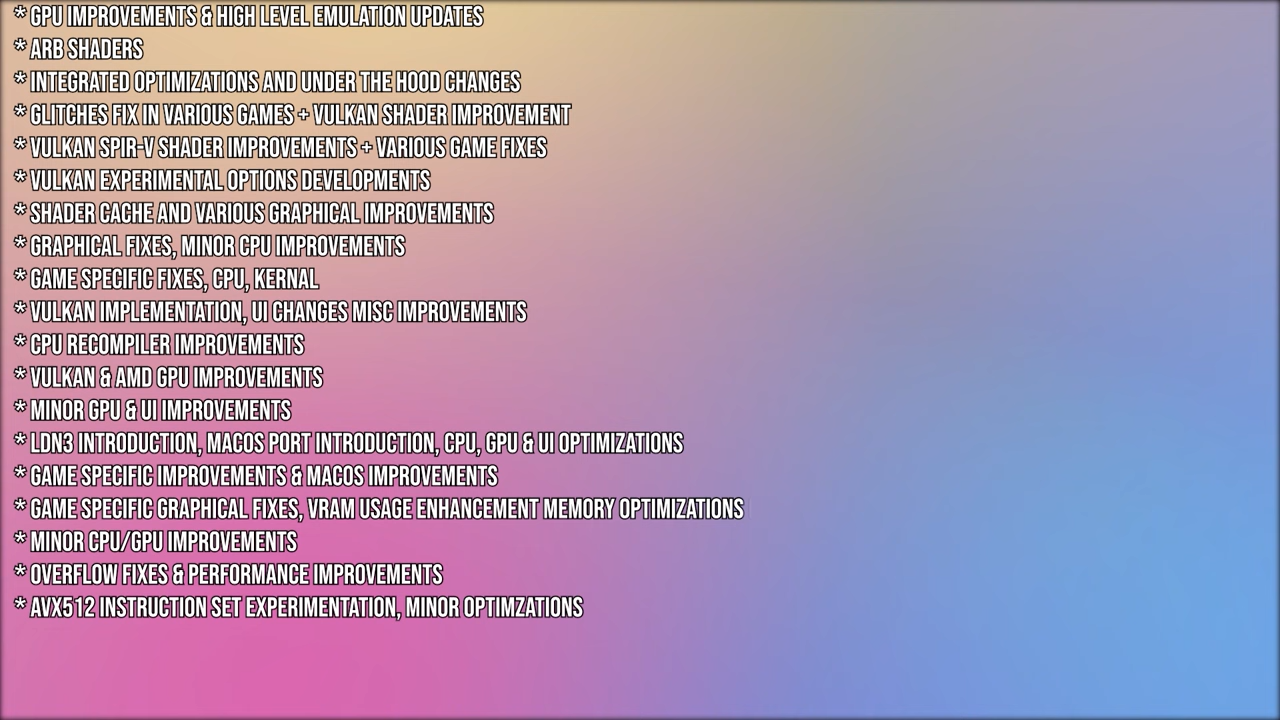 * GPU IMPROVEMENTS & HIGH LEVEL EMULATION UPDATES
* ARB SHADERS
* INTEGRATED OPTIMIZATIONS AND UNDER THE HOOD CHANGES
* GLITCHES FIX IN VARIOUS GAMES + VULKAN SHADER IMPROVEMENT
* VULKAN SPIR-V SHADER IMPROVEMENTS + VARIOUS GAME FIXES
* VULKAN EXPERIMENTAL OPTIONS DEVELOPMENTS
* SHADER CACHE AND VARIOUS GRAPHICAL IMPROVEMENTS
* GRAPHICAL FIXES, MINOR CPU IMPROVEMENTS
* GAME SPECIFIC FIXES, CPU, KERNAL
* VULKAN IMPLEMENTATION, UI CHANGES MISC IMPROVEMENTS
* CPU RECOMPILER IMPROVEMENTS
* VULKAN & AMD GPU IMPROVEMENTS
* MINOR GPU & UI IMPROVEMENTS
* LDN3 INTRODUCTION, MACOS PORT INTRODUCTION, CPU, GPU & UI OPTIMIZATIONS
* GAME SPECIFIC IMPROVEMENTS & MACOS IMPROVEMENTS
* GAME SPECIFIC GRAPHICAL FIXES, VRAM USAGE ENHANCEMENT MEMORY OPTIMIZATIONS
* MINOR CPU/GPU IMPROVEMENTS
* OVERFLOW FIXES & PERFORMANCE IMPROVEMENTS
* AVX512 INSTRUCTION SET EXPERIMENTATION, MINOR OPTIMZATIONS